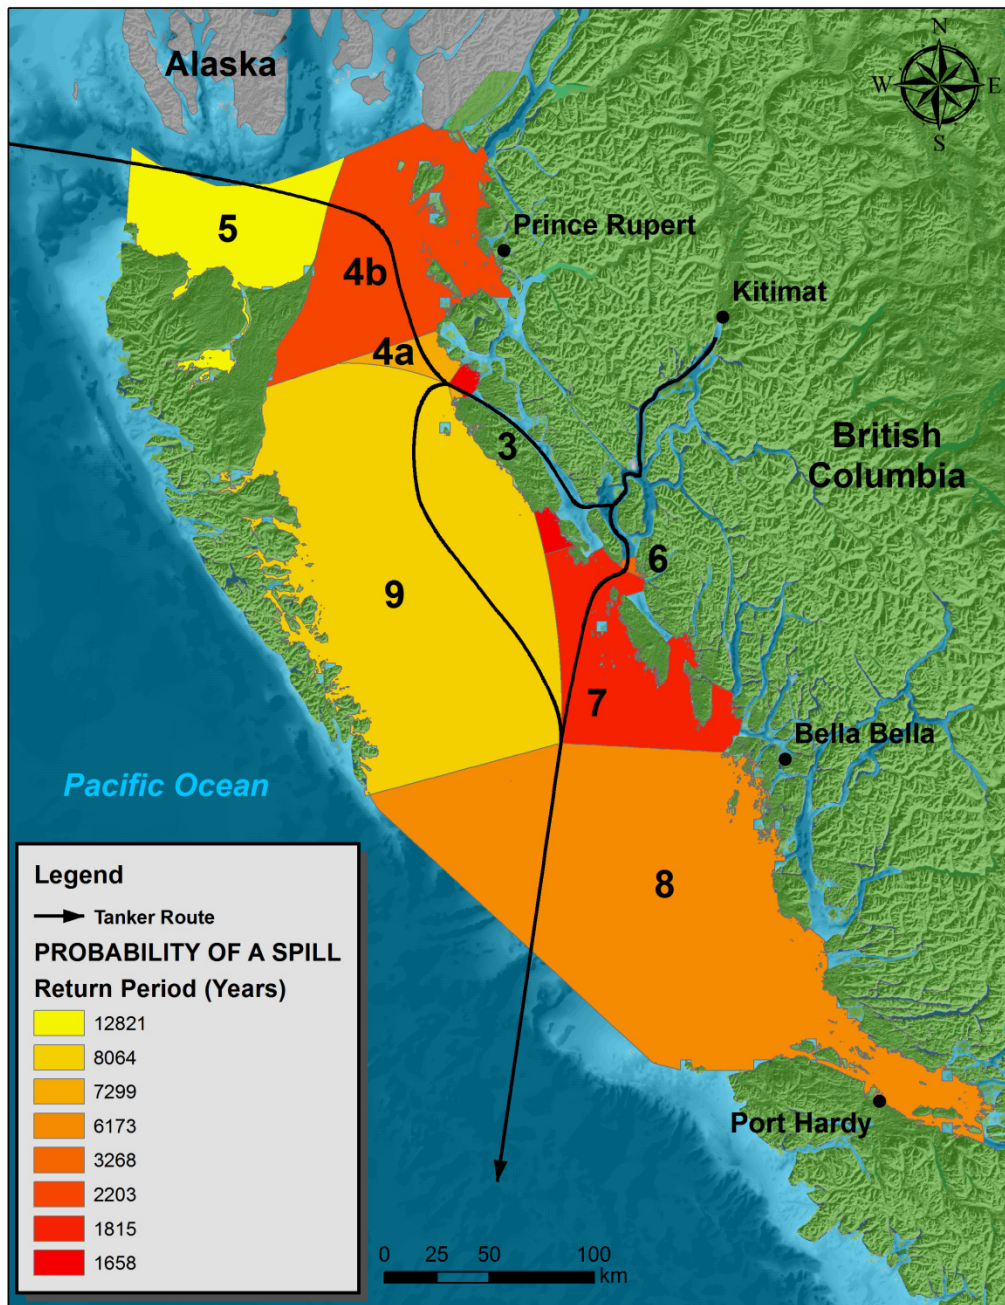 Alaska
N
W
E
S
5
Prince Rupert
4b
Kitimat
4a
British
Columbia
3
6
9
7
Bella Bella
Pacific Ocean
8
Legend
Tanker Route
PROBABILITY OF A SPILL
Return Period (Years)
12821
8064
7299
6173
3268
2203
1815
1658
Port Hardy
0 25 50 100
km